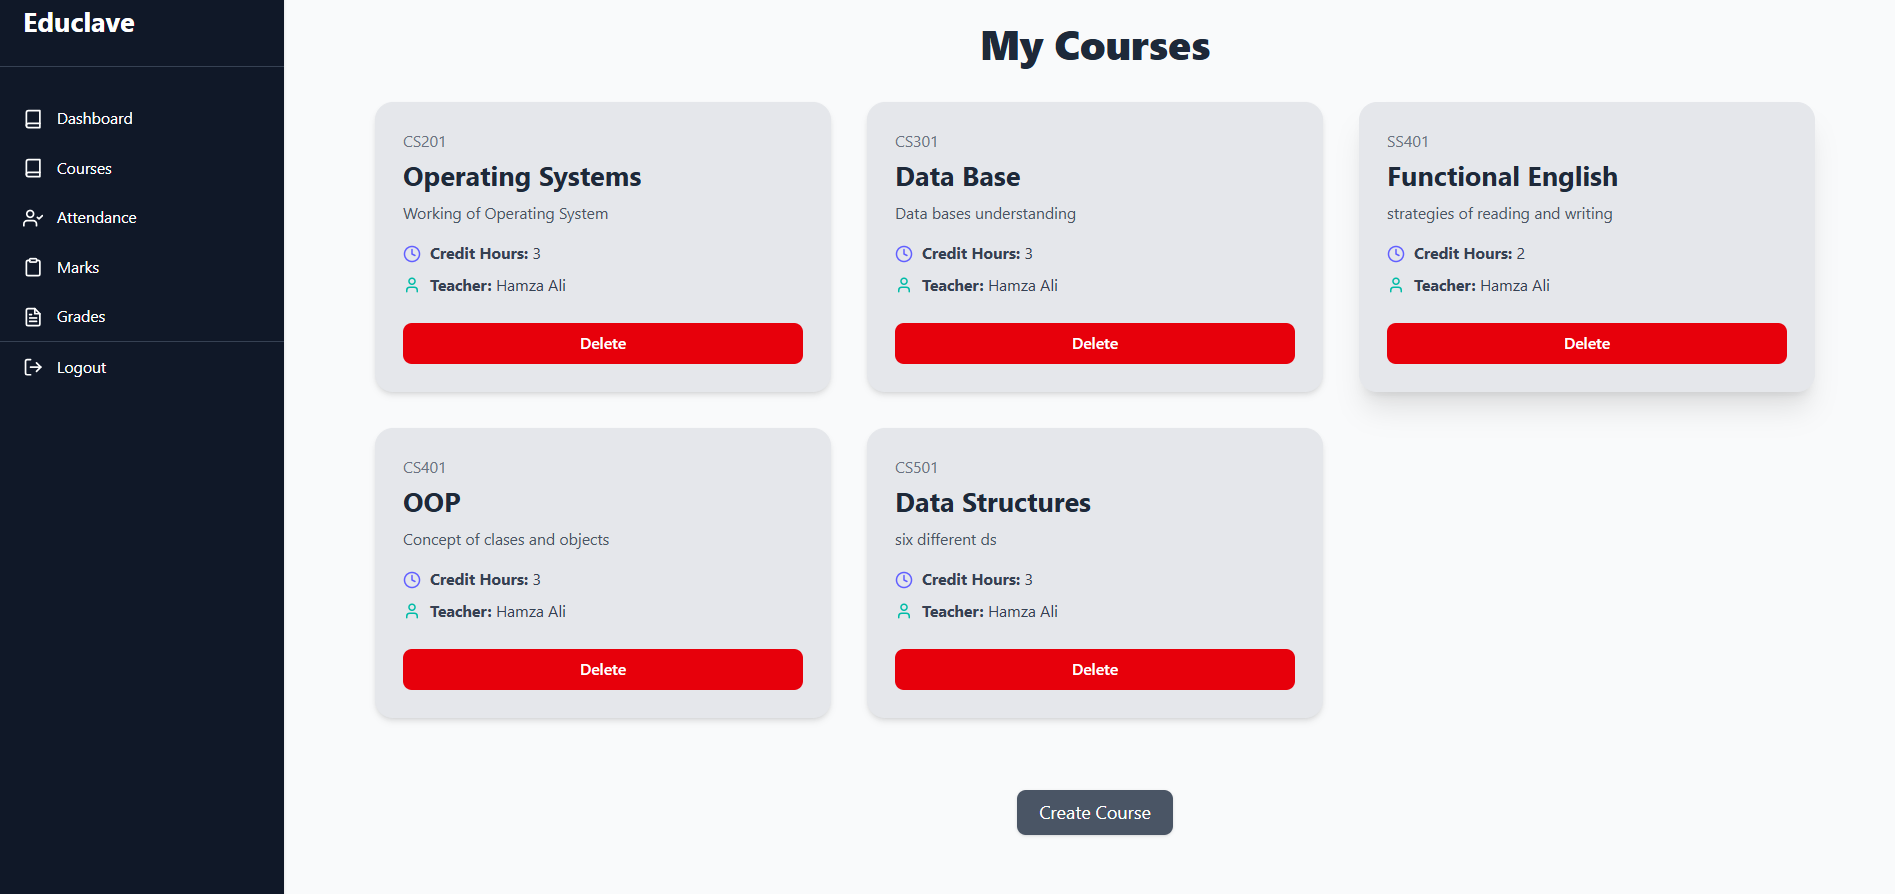 Educlave
Dashboard
Courses
Attendance
Marks
Grades
Logout
My Courses
CS201
Operating Systems
Working of Operating System
Credit Hours: 3
Teacher: Hamza Ali
Delete
CS301
Data Base
Data bases understanding
Credit Hours: 3
Teacher: Hamza Ali
Delete
SS401
Functional English
strategies of reading and writing
Credit Hours: 2
Teacher: Hamza Ali
Delete
CS401
OOP
Concept of clases and objects
Credit Hours: 3
Teacher: Hamza Ali
Delete
CS501
Data Structures
six different ds
Credit Hours: 3
Teacher: Hamza Ali
Delete
Create Course